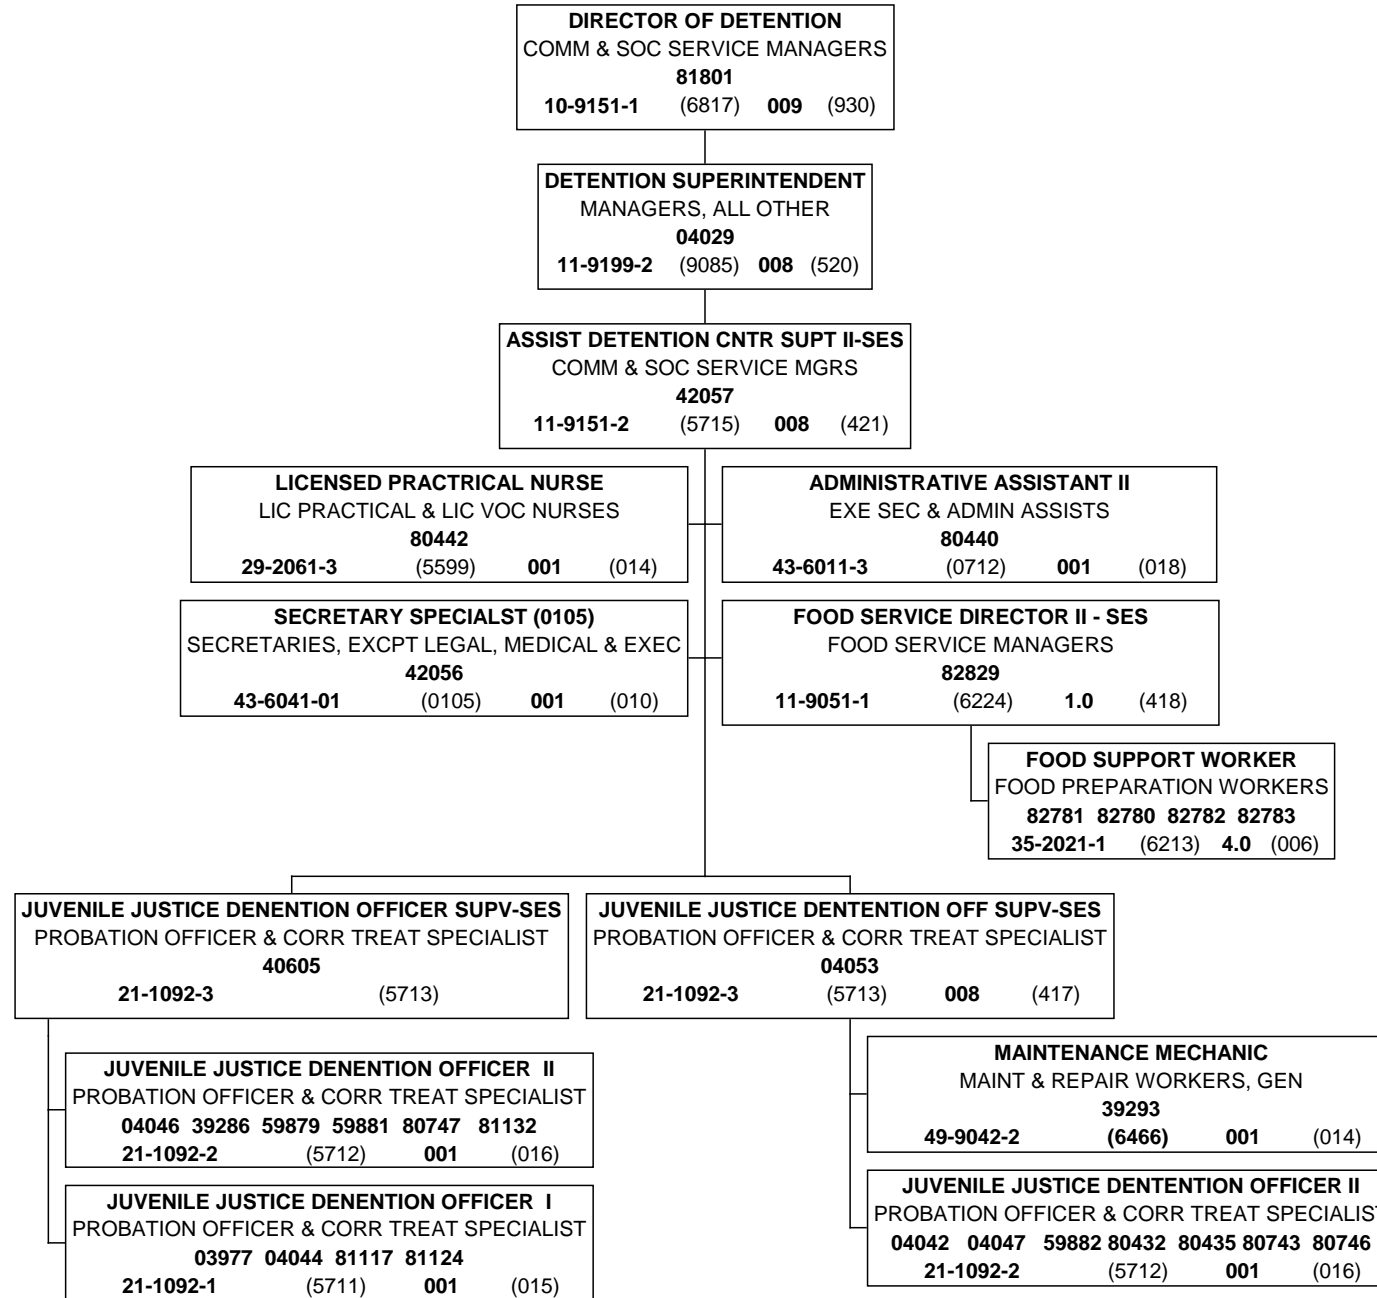 DIRECTOR OF DETENTION
COMM & SOC SERVICE MANAGERS
81801
10-9151-1 (6817) 009 (930)
DETENTION SUPERINTENDENT
MANAGERS, ALL OTHER
04029
11-9199-2 (9085) 008 (520)
ASSIST DETENTION CNTR SUPT II-SES
COMM & SOC SERVICE MGRS
42057
11-9151-2 (5715) 008 (421)
LICENSED PRACTRICAL NURSE
LIC PRACTICAL & LIC VOC NURSES
80442
29-2061-3 (5599) 001 (014)
ADMINISTRATIVE ASSISTANT II
EXE SEC & ADMIN ASSISTS
80440
43-6011-3 (0712) 001 (018)
SECRETARY SPECIALST (0105)
SECRETARIES, EXCPT LEGAL, MEDICAL & EXEC
42056
43-6041-01 (0105) 001 (010)
FOOD SERVICE DIRECTOR II - SES
FOOD SERVICE MANAGERS
82829
11-9051-1 (6224) 1.0 (418)
FOOD SUPPORT WORKER
FOOD PREPARATION WORKERS
82781 82780 82782 82783
35-2021-1 (6213) 4.0 (006)
JUVENILE JUSTICE DENENTION OFFICER SUPV-SES
PROBATION OFFICER & CORR TREAT SPECIALIST
40605
21-1092-3 (5713)
JUVENILE JUSTICE DENTENTION OFF SUPV-SES
PROBATION OFFICER & CORR TREAT SPECIALIST
04053
21-1092-3 (5713) 008 (417)
JUVENILE JUSTICE DENENTION OFFICER II
PROBATION OFFICER & CORR TREAT SPECIALIST
04046 39286 59879 59881 80747 81132
21-1092-2 (5712) 001 (016)
JUVENILE JUSTICE DENENTION OFFICER I
PROBATION OFFICER & CORR TREAT SPECIALIST
03977 04044 81117 81124
21-1092-1 (5711) 001 (015)
MAINTENANCE MECHANIC
MAINT & REPAIR WORKERS, GEN
39293
49-9042-2 (6466) 001 (014)
JUVENILE JUSTICE DENTENTION OFFICER II
PROBATION OFFICER & CORR TREAT SPECIALIST
04042 04047 59882 80432 80435 80743 80746
21-1092-2 (5712) 001 (016)